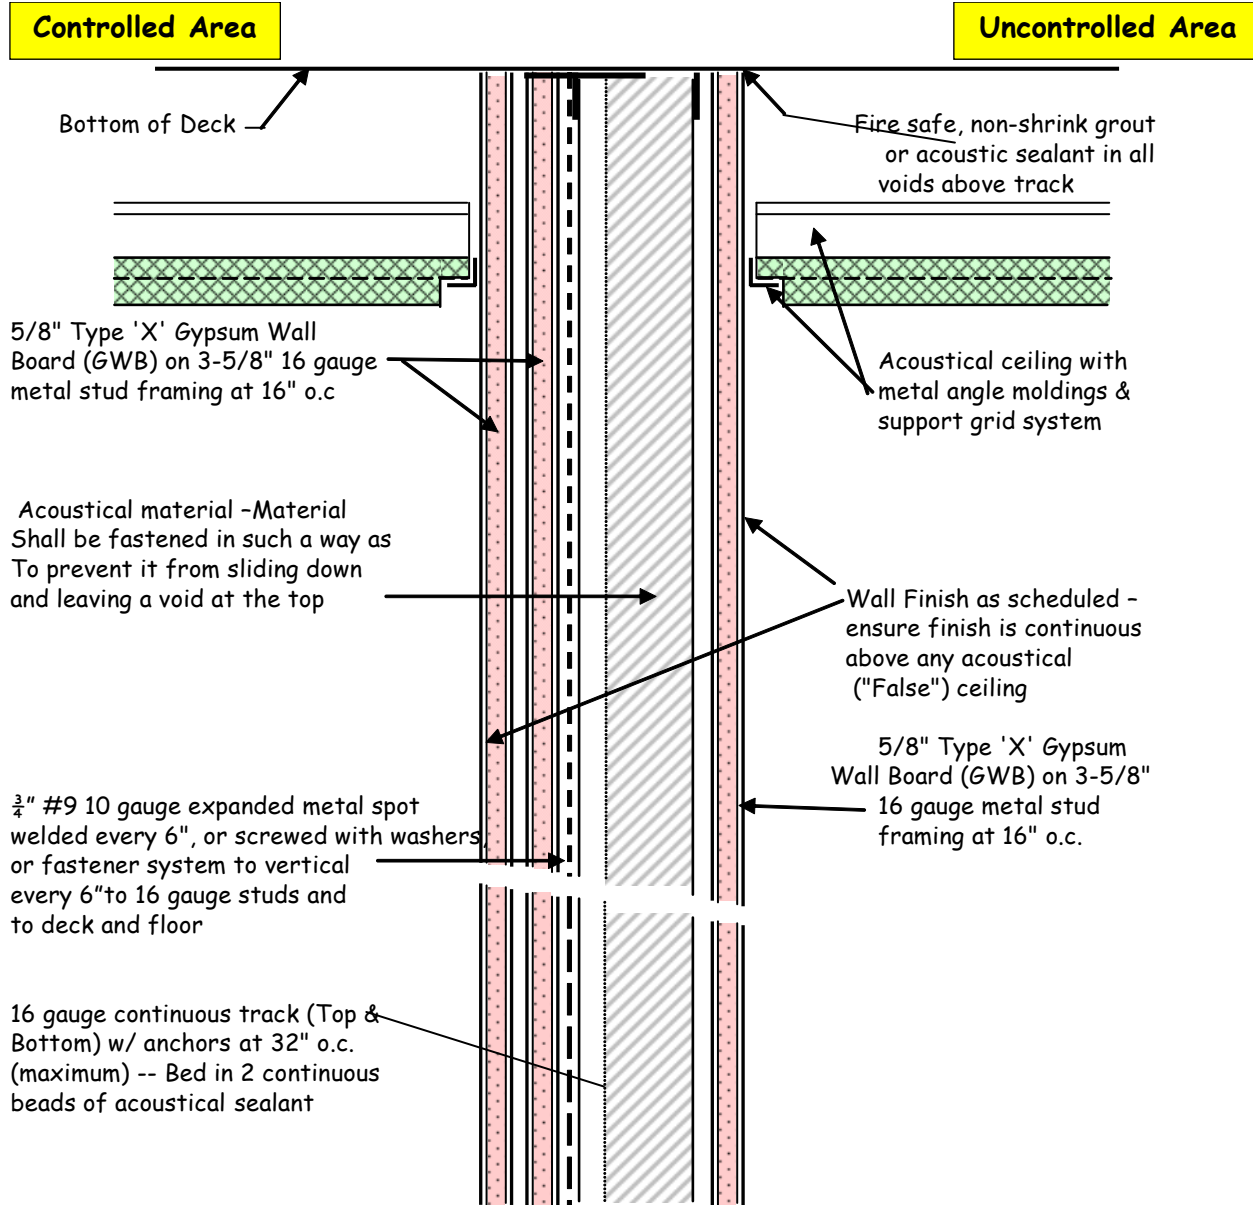 Controlled Area
Uncontrolled Area
Bottom of Deck
Fire safe, non-shrink grout
or acoustic sealant in all
voids above track
5/8" Type 'X' Gypsum Wall
Board (GWB) on 3-5/8" 16 gauge
metal stud framing at 16" o.c
Acoustical ceiling with
metal angle moldings &
support grid system
Acoustical material –Material
Shall be fastened in such a way as
To prevent it from sliding down
and leaving a void at the top
Wall Finish as scheduled –
ensure finish is continuous
above any acoustical
("False") ceiling
5/8" Type 'X' Gypsum
Wall Board (GWB) on 3-5/8"
16 gauge metal stud
framing at 16" o.c.
¾” #9 10 gauge expanded metal spot
welded every 6", or screwed with washers,
or fastener system to vertical
every 6”to 16 gauge studs and
to deck and floor
16 gauge continuous track (Top &
Bottom) w/ anchors at 32" o.c.
(maximum) -- Bed in 2 continuous
beads of acoustical sealant